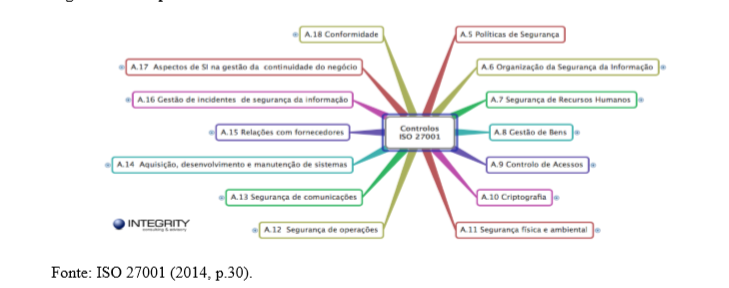 A.18 Conformidade
A.5 Políticas de Segurança
A.17 Aspectos de SI na gestão da continuidade do negócio
A.6 Organização da Segurança da Informação
A.16 Gestão de incidentes de segurança da informação
A.7 Segurança de Recursos Humanos
A.15 Relações com fornecedores
Controlos
ISO 27001
A.8 Gestão de Bens
A.14 Aquisição, desenvolvimento e manutenção de sistemas
A.9 Controlo de Acessos
A.13 Segurança de comunicações
A.10 Criptografia
INTEGRITY
consulting & advisory
A.12 Segurança de operações
A.11 Segurança física e ambiental
Fonte: ISO 27001 (2014, p.30).